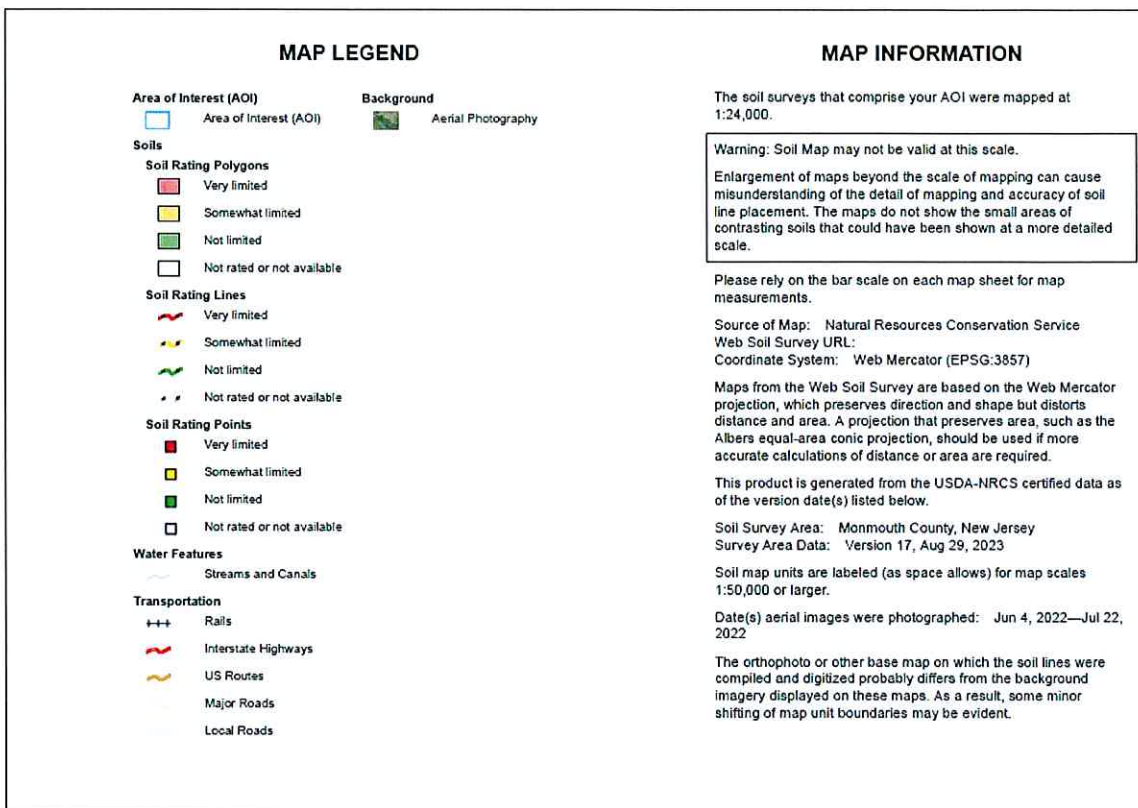 MAP LEGEND
Area of Interest (AOI)
Area of Interest (AOI)
Soils
Soil Rating Polygons
Very limited
Somewhat limited
Not limited
Not rated or not available
Soil Rating Lines
Very limited
Somewhat limited
Not limited
Not rated or not available
Soil Rating Points
Very limited
Somewhat limited
Not limited
Not rated or not available
Water Features
Streams and Canals
Transportation
Rails
Interstate Highways
US Routes
Major Roads
Local Roads
Background
Aerial Photography
MAP INFORMATION
The soil surveys that comprise your AOI were mapped at
1:24,000.
Warning: Soil Map may not be valid at this scale.
Enlargement of maps beyond the scale of mapping can cause
misunderstanding of the detail of mapping and accuracy of soil
line placement. The maps do not show the small areas of
contrasting soils that could have been shown at a more detailed
scale.
Please rely on the bar scale on each map sheet for map
measurements.
Source of Map: Natural Resources Conservation Service
Web Soil Survey URL:
Coordinate System: Web Mercator (EPSG:3857)
Maps from the Web Soil Survey are based on the Web Mercator
projection, which preserves direction and shape but distorts
distance and area. A projection that preserves area, such as the
Albers equal-area conic projection, should be used if more
accurate calculations of distance or area are required.
This product is generated from the USDA-NRCS certified data as
of the version date(s) listed below.
Soil Survey Area: Monmouth County, New Jersey
Survey Area Data: Version 17, Aug 29, 2023
Soil map units are labeled (as space allows) for map scales
1:50,000 or larger.
Date(s) aerial images were photographed: Jun 4, 2022—Jul 22,
2022
The orthophoto or other base map on which the soil lines were
compiled and digitized probably differs from the background
imagery displayed on these maps. As a result, some minor
shifting of map unit boundaries may be evident.